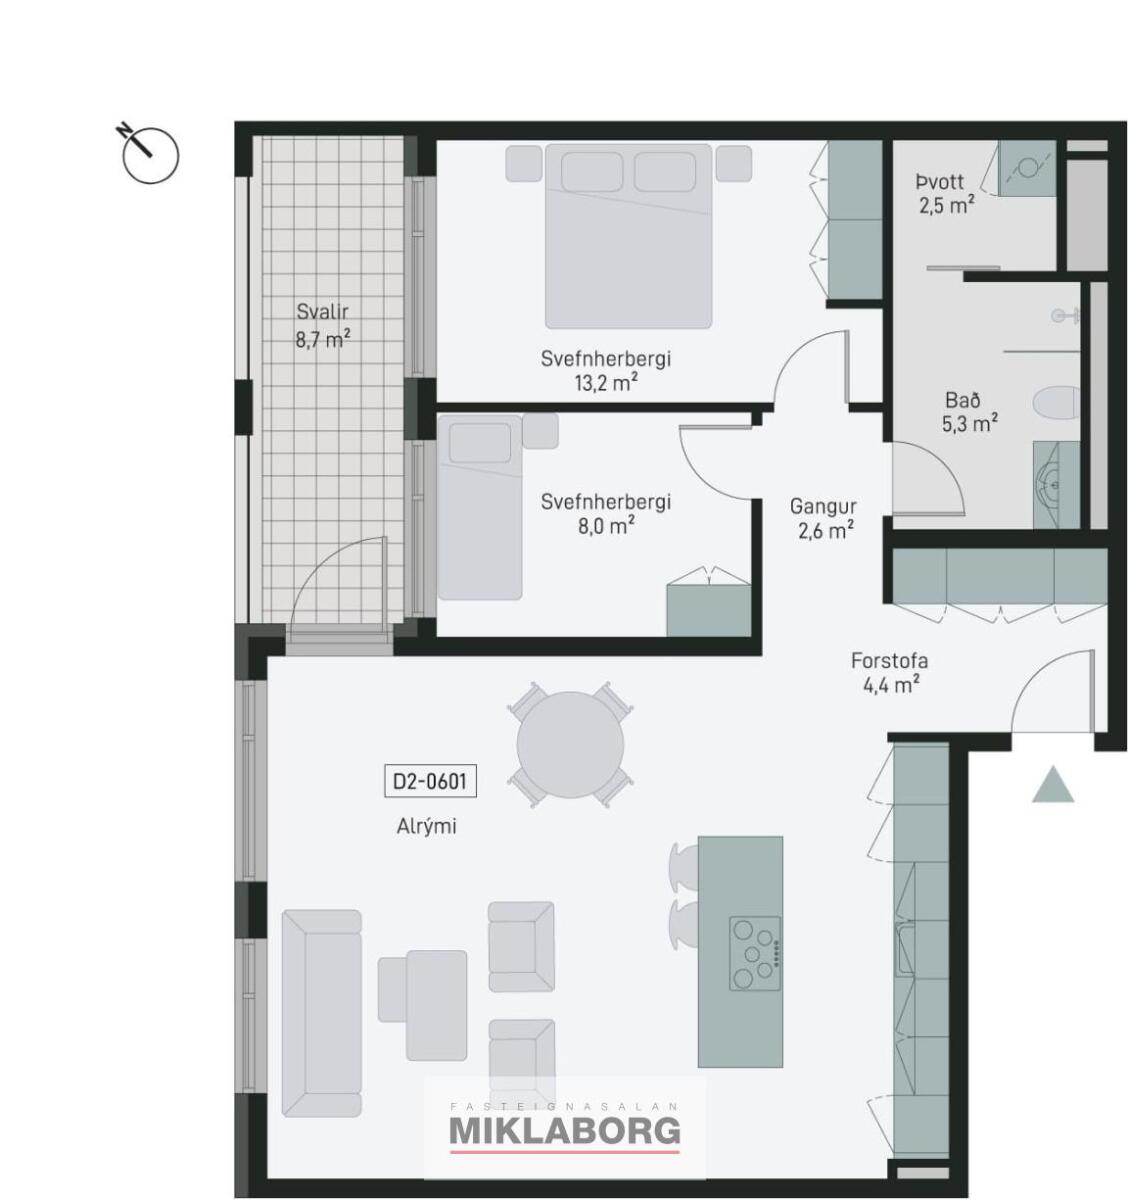 N
Þvott
2,5 m²
Svalir
8,7 m²
Svefnherbergi
13,2 m²
Bað
5,3 m²
Svefnherbergi
8,0 m²
Gangur
2,6 m²
Forstofa
4,4 m²
D2-0601
Alrými
FASTEIGNASALAN
MIKLABORG